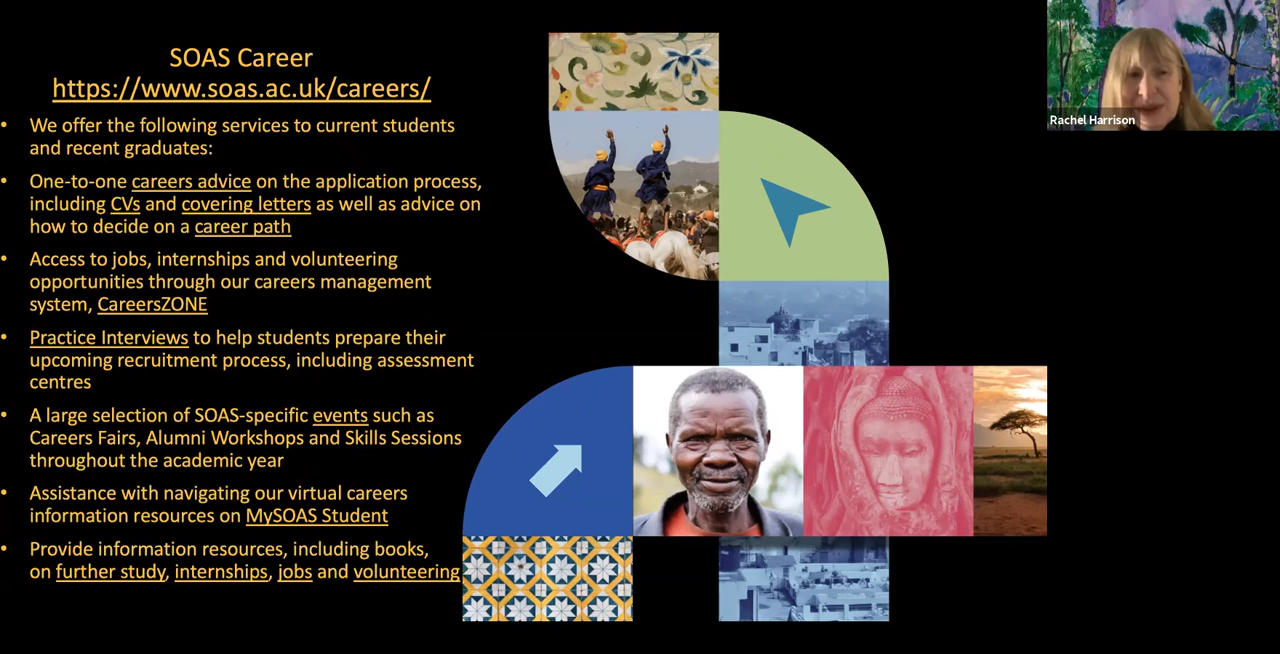 SOAS Career
https://www.soas.ac.uk/careers/
• We offer the following services to current students
and recent graduates:
• One-to-one careers advice on the application process,
including CVs and covering letters as well as advice on
how to decide on a career path
• Access to jobs, internships and volunteering
opportunities through our careers management
system, CareersZONE
• Practice Interviews to help students prepare their
upcoming recruitment process, including assessment
centres
• A large selection of SOAS-specific events such as
Careers Fairs, Alumni Workshops and Skills Sessions
throughout the academic year
• Assistance with navigating our virtual careers
information resources on MySOAS Student
• Provide information resources, including books,
on further study, internships, jobs and volunteering
Rachel Harrison